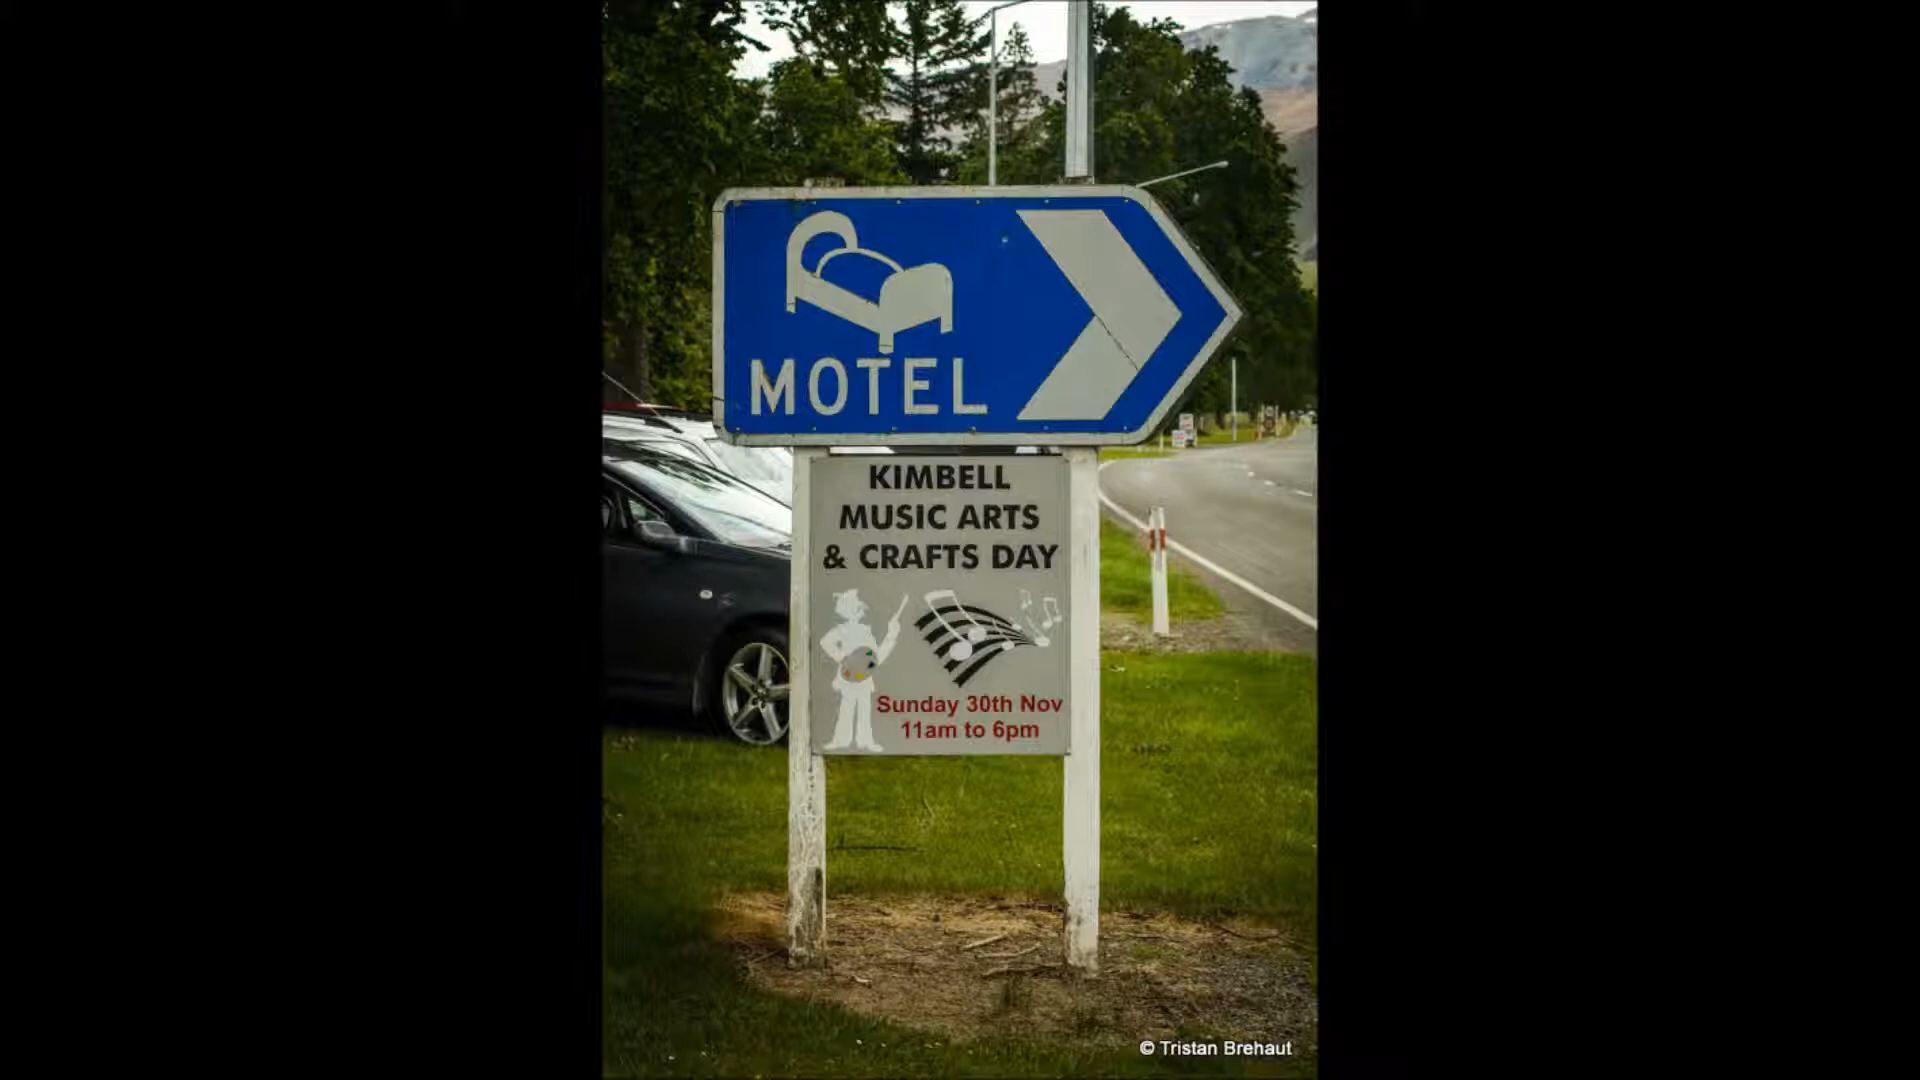 MOTEL
KIMBELL
MUSIC ARTS
& CRAFTS DAY
Sunday 30th Nov
11am to 6pm
© Tristan Brehaut